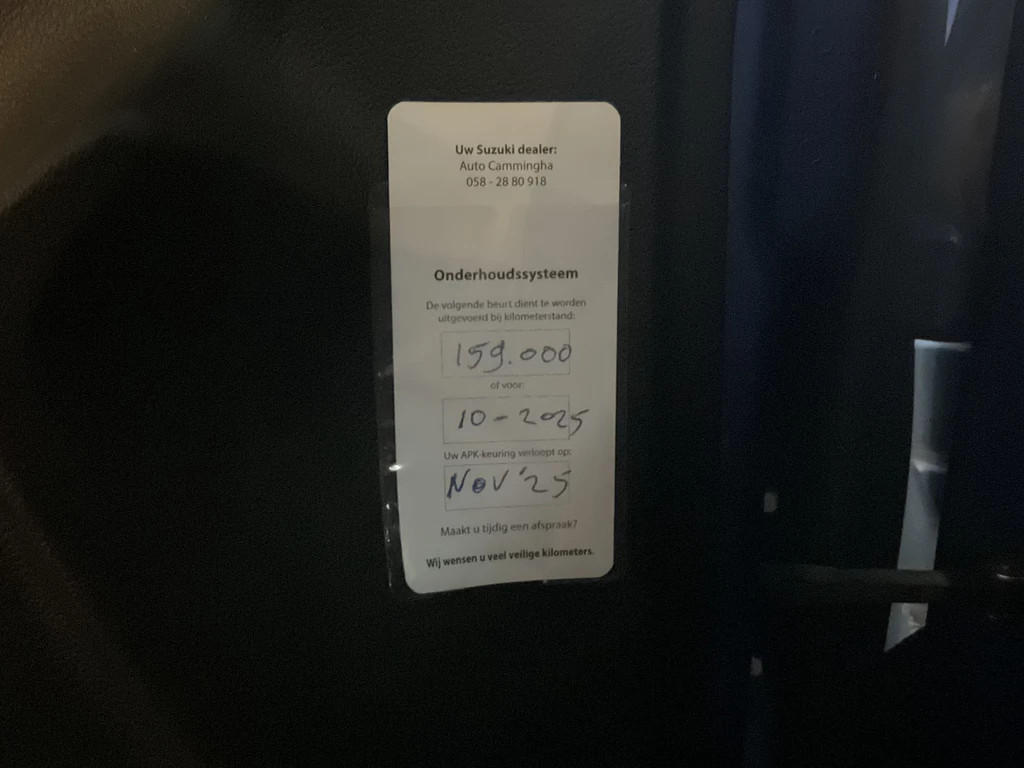 Uw Suzuki dealer:
Auto Cammingha
058 - 28 80 918
Onderhoudssysteem
De volgende beurt dient te worden
uitgevoerd bij kilometerstand:
159.000
of voor:
10-2025
Uw APK-keuring verloopt op:
NOV '25
Maakt u tijdig een afspraak?
Wij wensen u veel veilige kilometers.